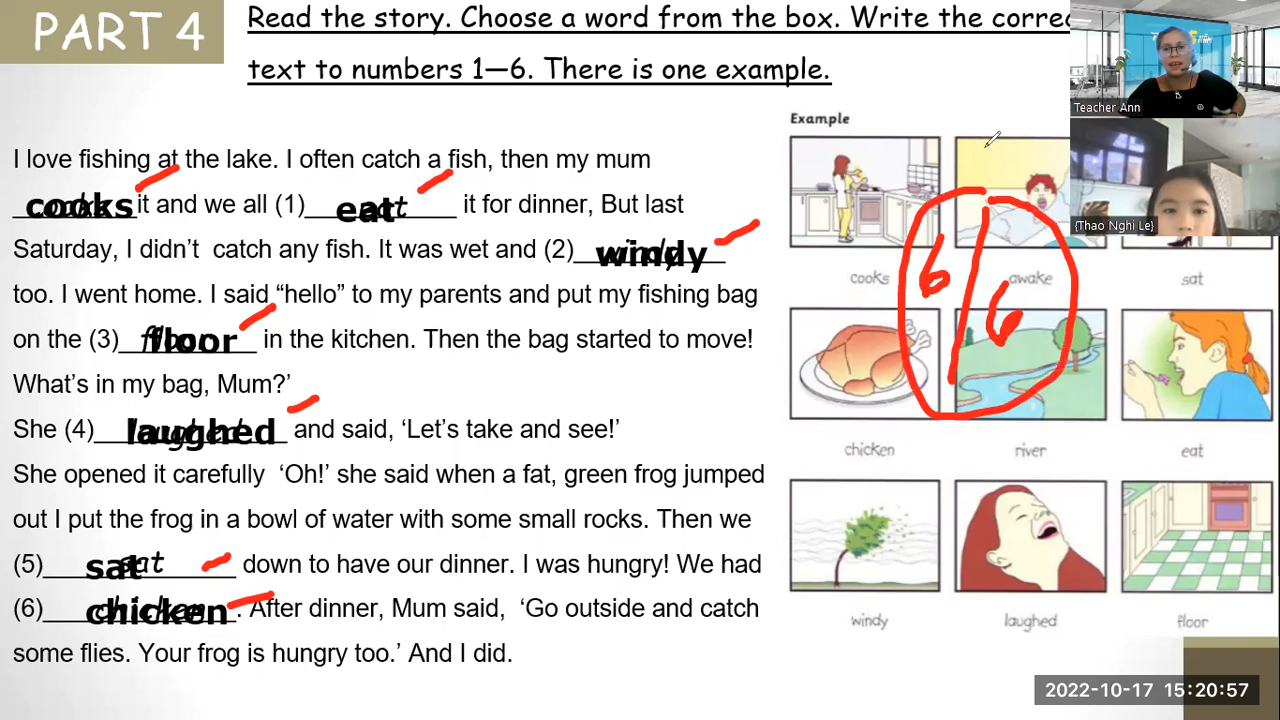 PART 4
Read the story. Choose a word from the box. Write the correc
text to numbers 1—6. There is one example.
I love fishing at the lake. I often catch a fish, then my mum
cooks it and we all (1) eat it for dinner, But last
Saturday, I didn't catch any fish. It was wet and (2) windy
too. I went home. I said “hello” to my parents and put my fishing bag
on the (3) floor in the kitchen. Then the bag started to move!
What's in my bag, Mum?’
She (4) laughed and said, ‘Let's take and see!’
She opened it carefully ‘Oh!’ she said when a fat, green frog jumped
out I put the frog in a bowl of water with some small rocks. Then we
(5) sat down to have our dinner. I was hungry! We had
(6) chicken. After dinner, Mum said, ‘Go outside and catch
some flies. Your frog is hungry too.’ And I did.
Example
cooks awake sat
chicken river eat
windy laughed floor
6/6
Teacher Ann
{Thao Nghi Le}
2022-10-17 15:20:57